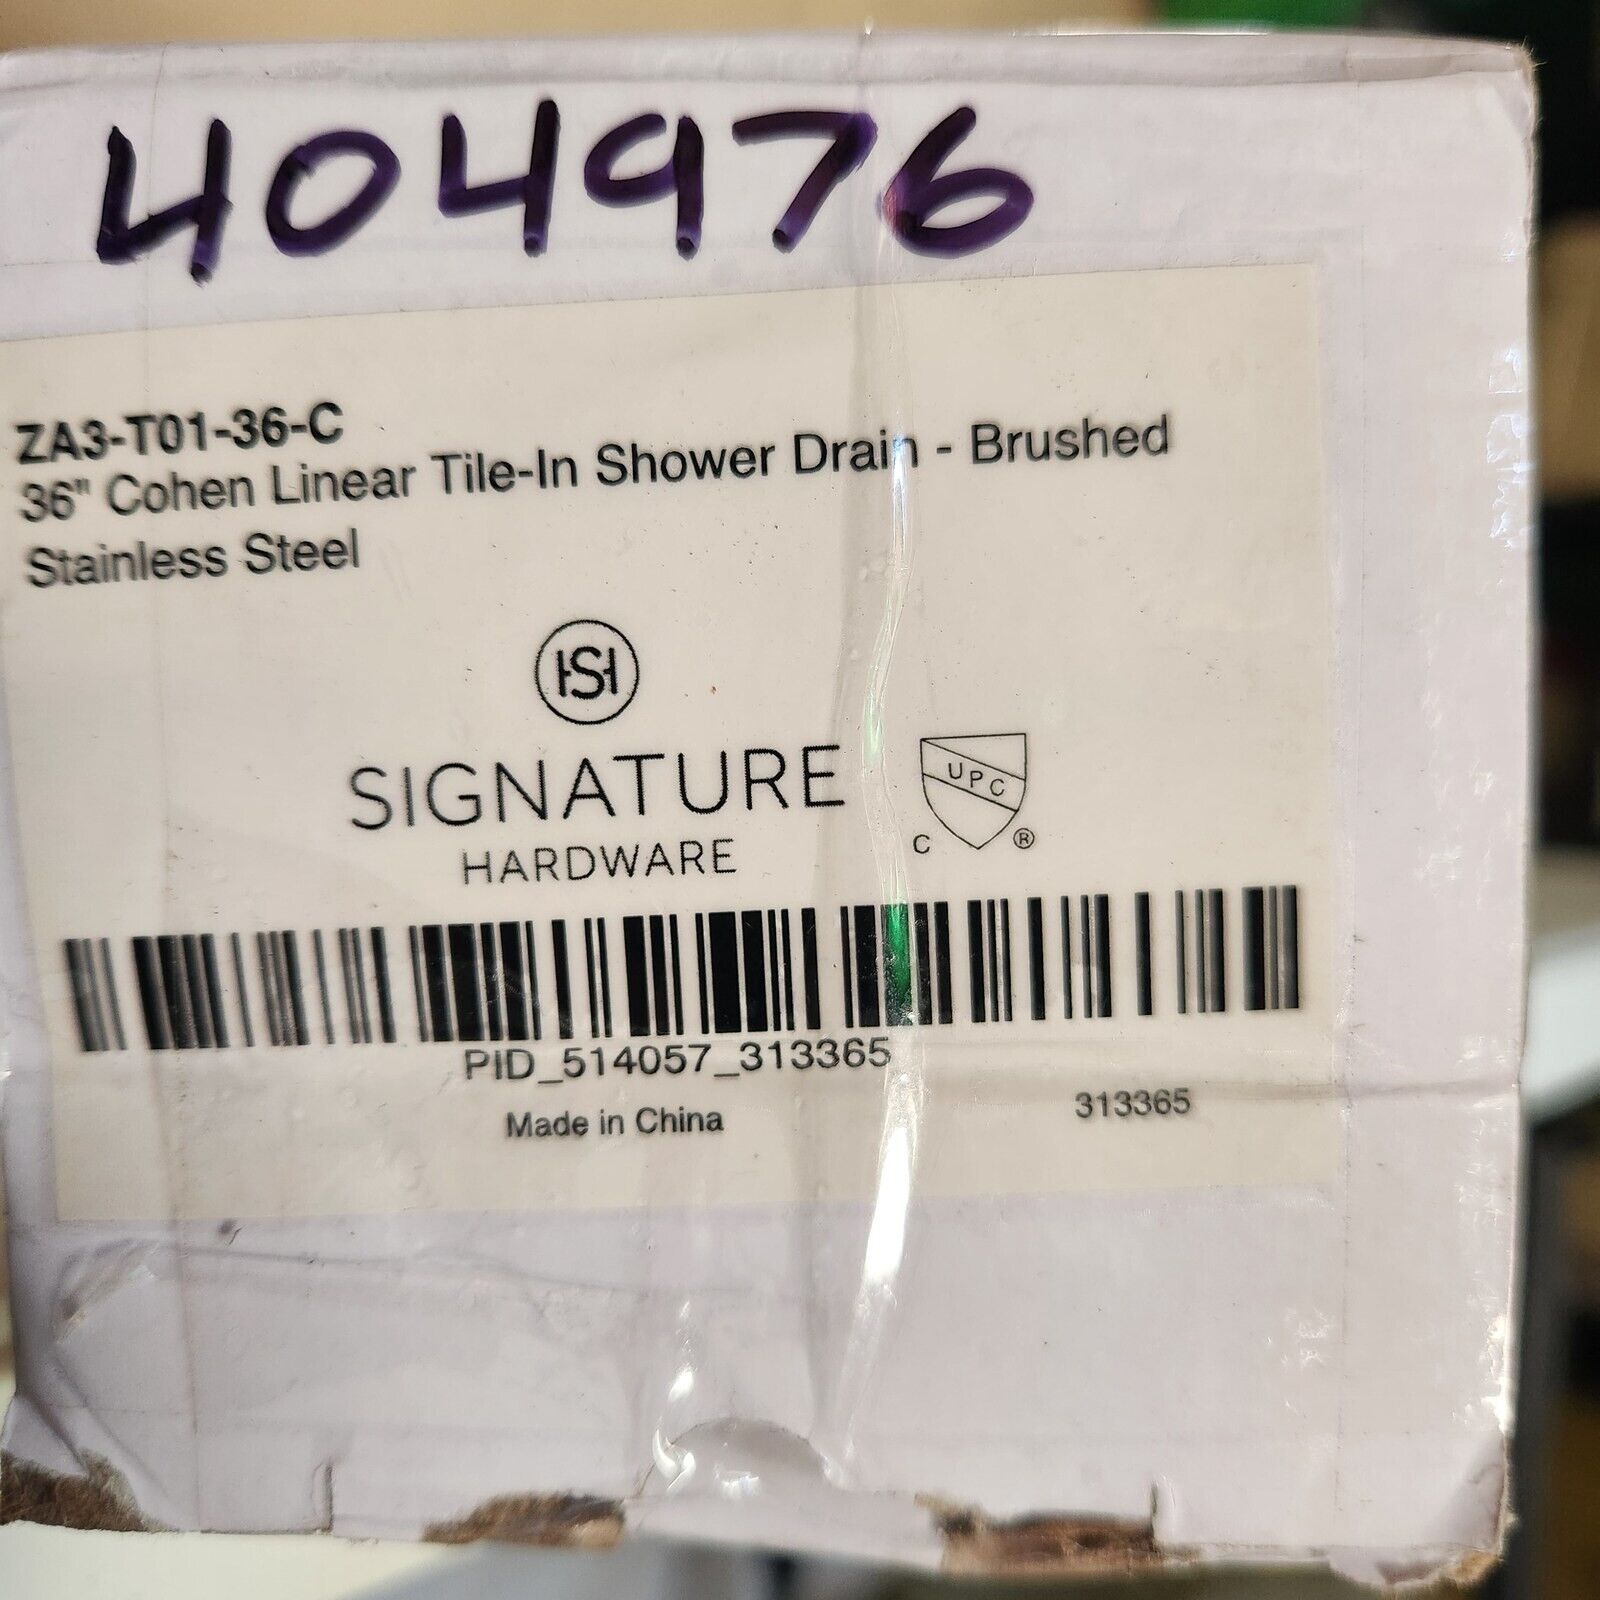 404976
ZA3-T01-36-C
36" Cohen Linear Tile-In Shower Drain - Brushed
Stainless Steel
HSH
SIGNATURE
HARDWARE
UPC
C ®
PID_514057_313365
Made in China
313365